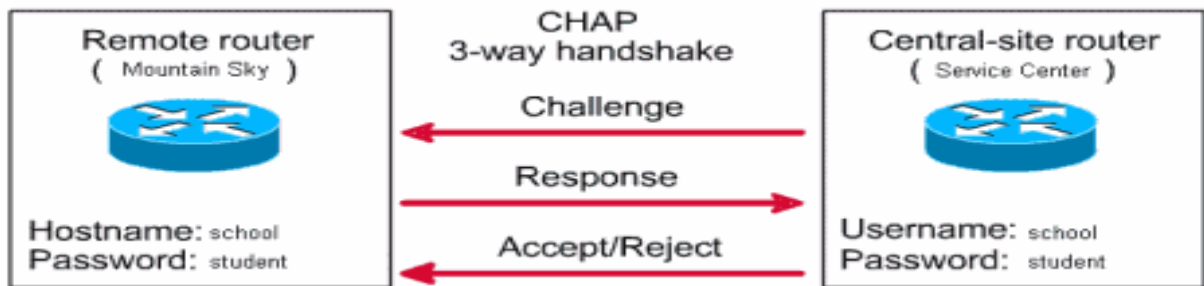 Remote router
( Mountain Sky )
Hostname: school
Password: student
CHAP
3-way handshake
Challenge
Response
Accept/Reject
Central-site router
( Service Center )
Username: school
Password: student